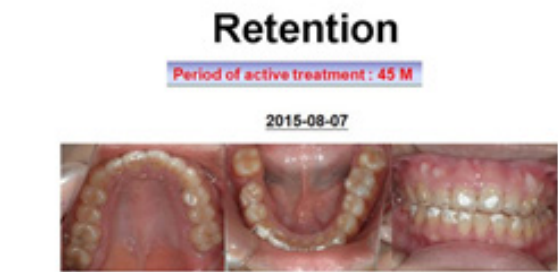 Retention
Period of active treatment : 45 M
2015-08-07